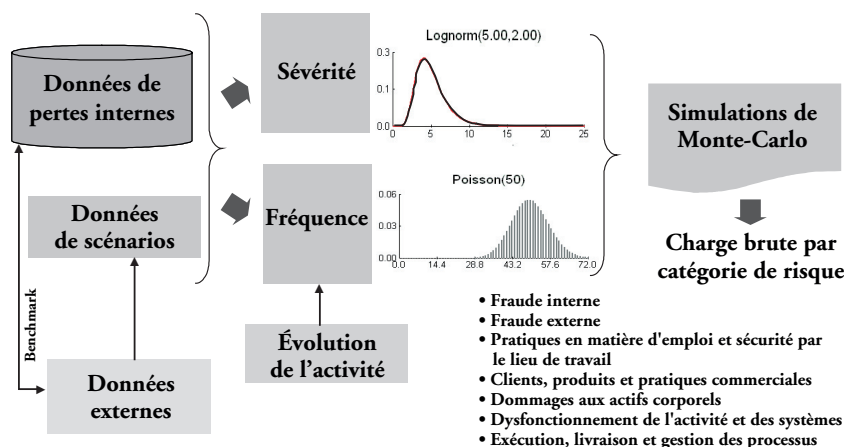 Données de
pertes internes
Données
de scénarios
Benchmark
Données
externes
Sévérité
Fréquence
Évolution
de l'activité
Lognorm(5.00,2.00)
0.3
0.1
0.0
0 5 10 15 20 25
Poisson(50)
0.06
0.03
0.00
0.0 14.4 28.8 43.2 57.6 72.0
Simulations de
Monte-Carlo
Charge brute par
catégorie de risque
• Fraude interne
• Fraude externe
• Pratiques en matière d'emploi et sécurité par
le lieu de travail
• Clients, produits et pratiques commerciales
• Dommages aux actifs corporels
• Dysfonctionnement de l'activité et des systèmes
• Exécution, livraison et gestion des processus